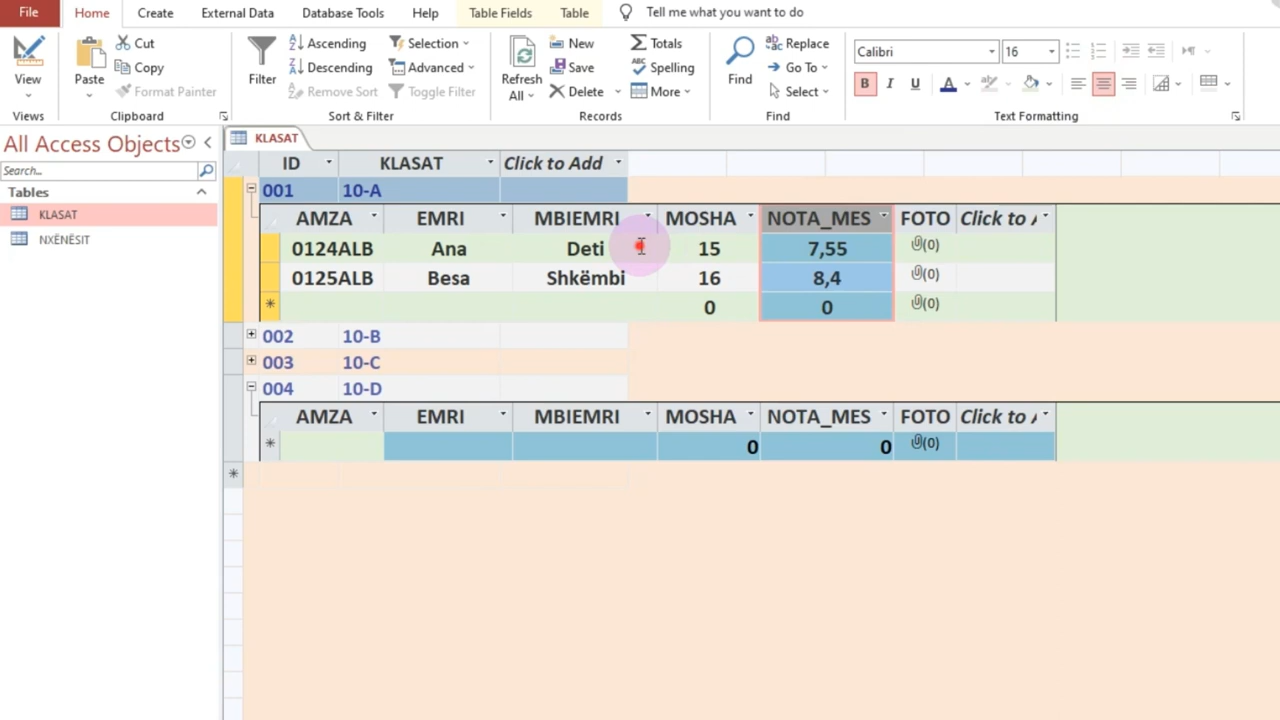 File Home Create External Data Database Tools Help Table Fields Table Tell me what you want to do
View
Views
Paste
Cut
Copy
Format Painter
Clipboard
Filter
Ascending
Descending
Remove Sort
Selection
Advanced
Toggle Filter
Sort & Filter
Refresh
All
New
Save
Delete
Totals
Spelling
More
Records
Find
Replace
Go To
Select
Find
Calibri 16
B I U A
Text Formatting
All Access Objects
Search...
Tables
KLASAT
NXËNËSIT
KLASAT
ID KLASAT Click to Add
001 10-A
AMZA EMRI MBIEMRI MOSHA NOTA_MES FOTO Click to A
0124ALB Ana Deti 15 7,55 (0)
0125ALB Besa Shkëmbi 16 8,4 (0)
0 0 (0)
002 10-B
003 10-C
004 10-D
AMZA EMRI MBIEMRI MOSHA NOTA_MES FOTO Click to A
0 0 (0)